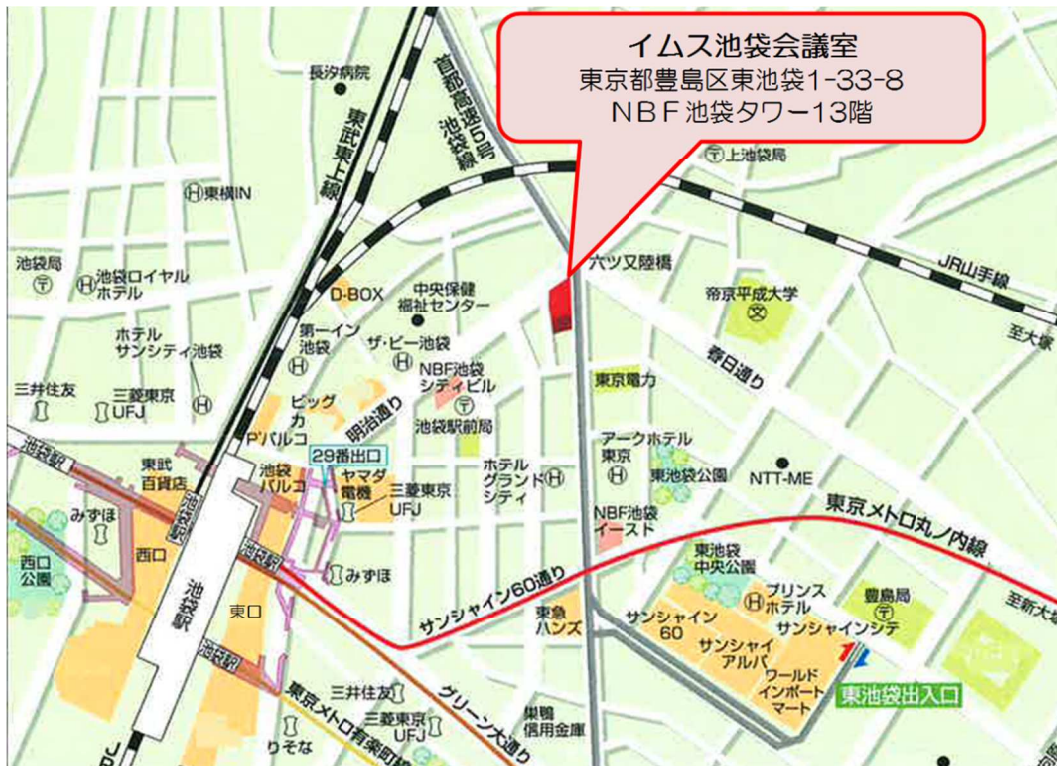 イムス池袋会議室
東京都豊島区東池袋1-33-8
NBF池袋タワー13階
長汐病院
東武東上線
首都高速5号
池袋線
上池袋局
東横IN
六ツ又陸橋
JR山手線
至大塚
池袋局
池袋ロイヤル
ホテル
D-BOX
中央保健
福祉センター
帝京平成大学
ホテル
サンシティ池袋
第一イン
池袋
ザ・ビー池袋
春日通り
三井住友
三菱東京
UFJ
NBF池袋
シティビル
東京電力
ビッグ
カ
明治通り
池袋駅前局
P'パルコ
アークホテル
東京
29番出口
池袋駅
東武
百貨店
池袋
パルコ
ヤマダ
電機
三菱東京
UFJ
ホテル
グランド
シティ
東池袋公園
NTT-ME
みずほ
池袋駅
NBF池袋
イースト
東京メトロ丸ノ内線
西口
公園
西口
池袋駅
池袋駅
みずほ
東池袋
中央公園
プリンス
ホテル
豊島局
至新大塚
東口
サンシャイン60通り
東急
ハンズ
サンシャイン
60
サンシャインシテ
サンシャイ
アルパ
ワールド
インポート
マート
池袋駅
東池袋出入口
三井住友
グリーン大通り
東京メトロ有楽町線
りそな
三菱東京
UFJ
巣鴨
信用金庫